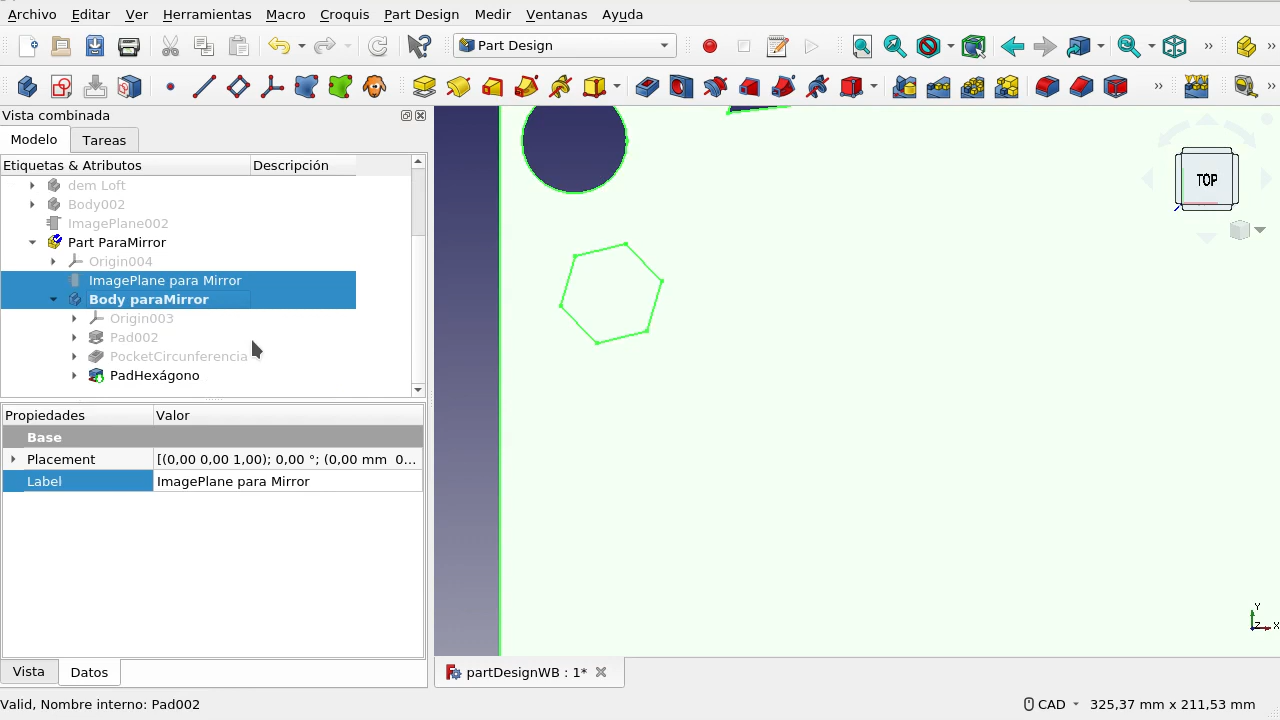 Archivo Editar Ver Herramientas Macro Croquis Part Design Medir Ventanas Ayuda
Part Design
Vista combinada
Modelo Tareas
Etiquetas & Atributos Descripción
dem Loft
Body002
ImagePlane002
Part ParaMirror
Origin004
ImagePlane para Mirror
Body paraMirror
Origin003
Pad002
PocketCircunferencia
PadHexágono
Propiedades Valor
Base
Placement [(0,00 0,00 1,00); 0,00 °; (0,00 mm 0...
Label ImagePlane para Mirror
Vista Datos
TOP
Y
Z X
partDesignWB : 1*
Valid, Nombre interno: Pad002 CAD 325,37 mm x 211,53 mm